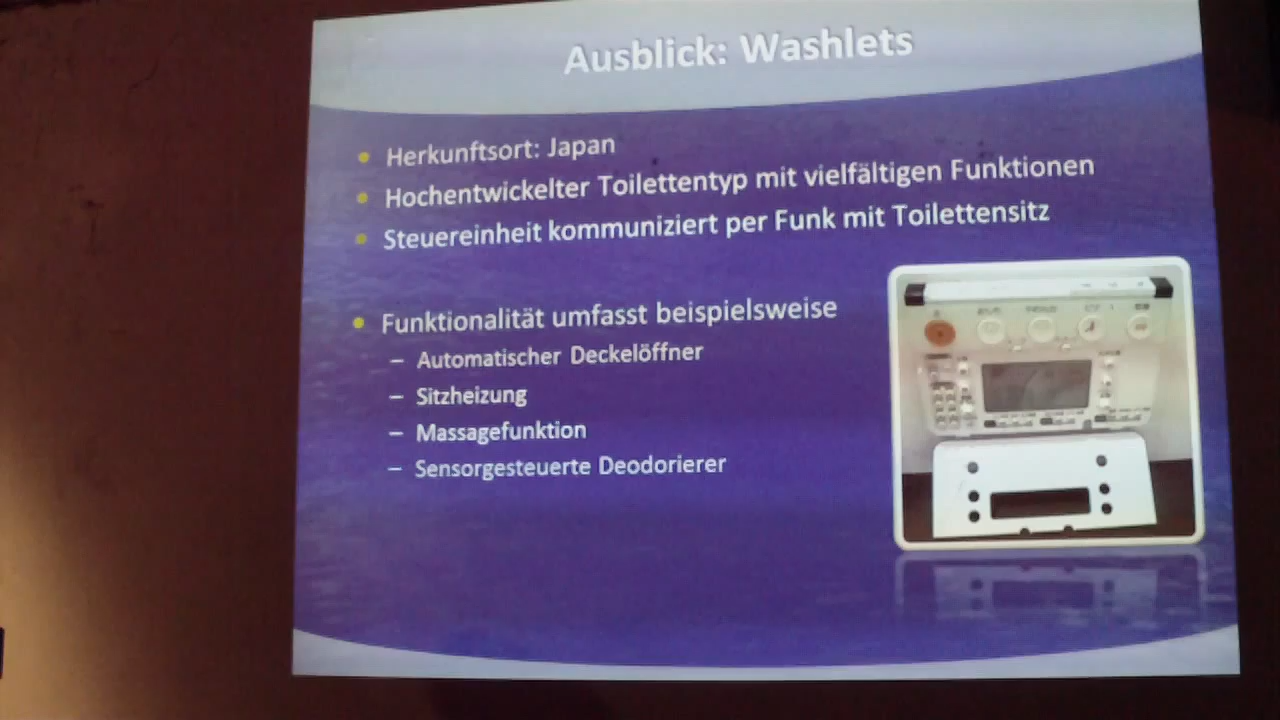 Ausblick: Washlets
• Herkunftsort: Japan
• Hochentwickelter Toilettentyp mit vielfältigen Funktionen
• Steuereinheit kommuniziert per Funk mit Toilettensitz
• Funktionalität umfasst beispielsweise
– Automatischer Deckelöffner
– Sitzheizung
– Massagefunktion
– Sensorgesteuerte Deodorierer